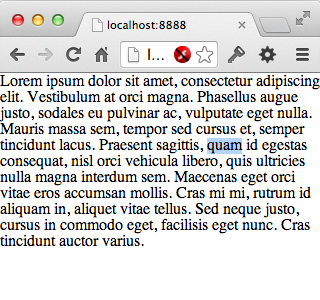 localhost:8888
l...
Lorem ipsum dolor sit amet, consectetur adipiscing
elit. Vestibulum at orci magna. Phasellus augue
justo, sodales eu pulvinar ac, vulputate eget nulla.
Mauris massa sem, tempor sed cursus et, semper
tincidunt lacus. Praesent sagittis, quam id egestas
consequat, nisl orci vehicula libero, quis ultricies
nulla magna interdum sem. Maecenas eget orci
vitae eros accumsan mollis. Cras mi mi, rutrum id
aliquam in, aliquet vitae tellus. Sed neque justo,
cursus in commodo eget, facilisis eget nunc. Cras
tincidunt auctor varius.